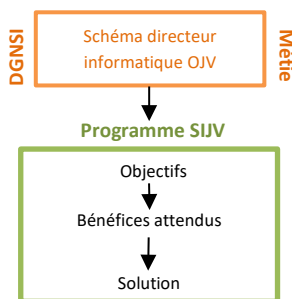 DGNSI
Schéma directeur
informatique OJV
Métie
Programme SIJV
Objectifs
Bénéfices attendus
Solution